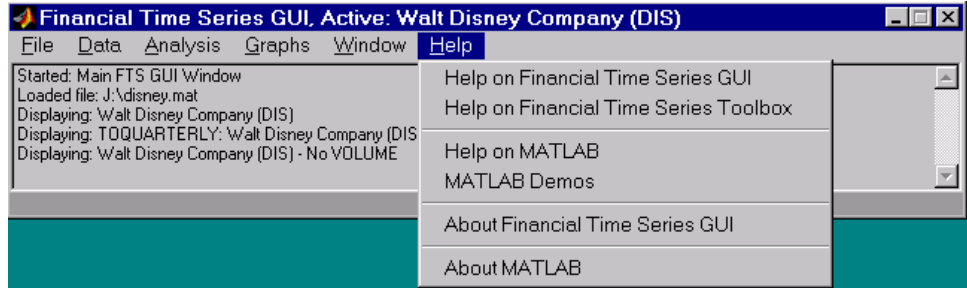 Financial Time Series GUI, Active: Walt Disney Company (DIS)
File Data Analysis Graphs Window Help
Started: Main FTS GUI Window
Loaded file: J:\disney.mat
Displaying: Walt Disney Company (DIS)
Displaying: TOQUARTERLY: Walt Disney Company (DIS
Displaying: Walt Disney Company (DIS) - No VOLUME
Help on Financial Time Series GUI
Help on Financial Time Series Toolbox
Help on MATLAB
MATLAB Demos
About Financial Time Series GUI
About MATLAB